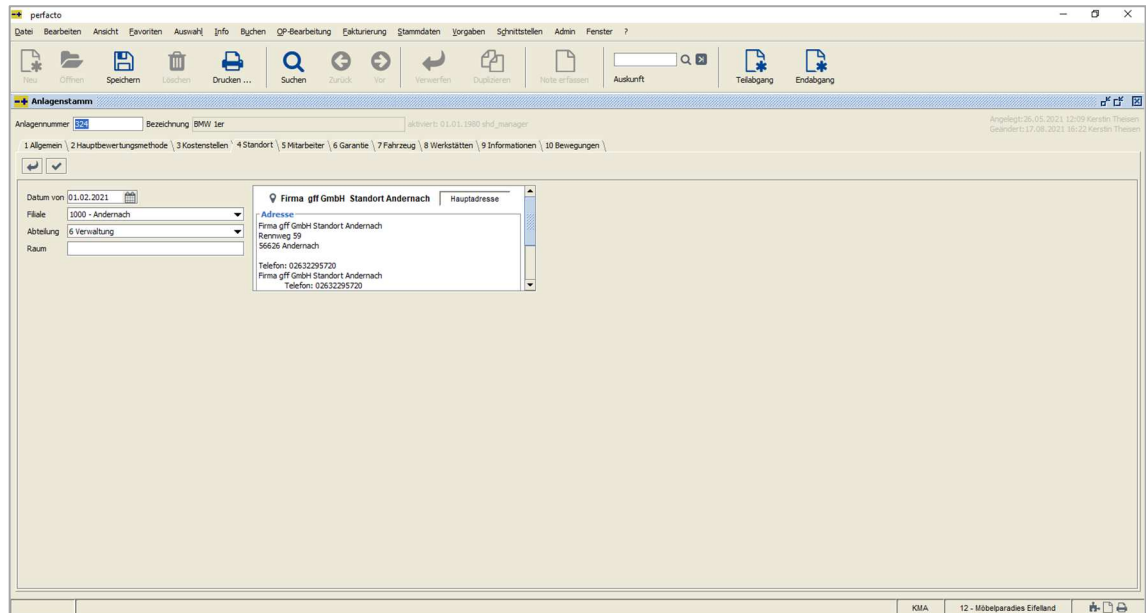 perfacto
Datei Bearbeiten Ansicht Favoriten Auswahl Info Buchen OP-Bearbeitung Fakturierung Stammdaten Vorgaben Schnittstellen Admin Fenster ?
Neu Öffnen Speichern Löschen Drucken ... Suchen Zurück Vor Verwerfen Duplizieren Note erfassen Auskunft Teilabgang Endabgang
Anlagenstamm
Anlagennummer 324 Bezeichnung BMW 1er aktiviert: 01.01.1980 shd_manager
Angelegt:26.05.2021 12:09 Kerstin Theisen
Geändert:17.08.2021 16:22 Kerstin Theisen
1 Allgemein 2 Hauptbewertungsmethode 3 Kostenstellen 4 Standort 5 Mitarbeiter 6 Garantie 7 Fahrzeug 8 Werkstätten 9 Informationen 10 Bewegungen
Datum von 01.02.2021
Filiale 1000 - Andernach
Abteilung 6 Verwaltung
Raum
Firma gff GmbH Standort Andernach Hauptadresse
Adresse
Firma gff GmbH Standort Andernach
Rennweg 59
56626 Andernach
Telefon: 02632295720
Firma gff GmbH Standort Andernach
Telefon: 02632295720
KMA 12 - Möbelparadies Eifelland